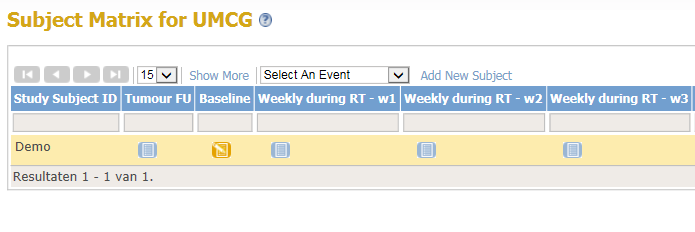 Subject Matrix for UMCG ?
15 Show More Select An Event Add New Subject
Study Subject ID Tumour FU Baseline Weekly during RT - w1 Weekly during RT - w2 Weekly during RT - w3
Demo
Resultaten 1 - 1 van 1.